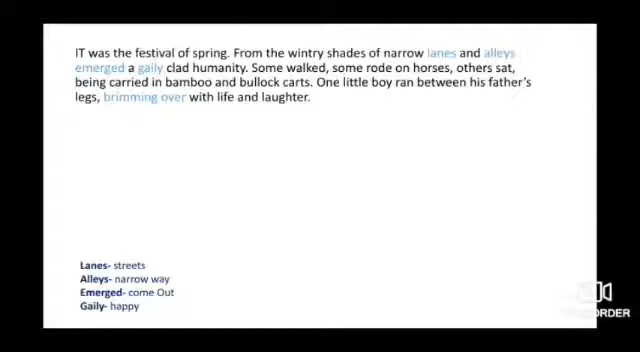 IT was the festival of spring. From the wintry shades of narrow lanes and alleys
emerged a gaily clad humanity. Some walked, some rode on horses, others sat,
being carried in bamboo and bullock carts. One little boy ran between his father's
legs, brimming over with life and laughter.
Lanes- streets
Alleys- narrow way
Emerged- come Out
Gaily- happy
ORDER